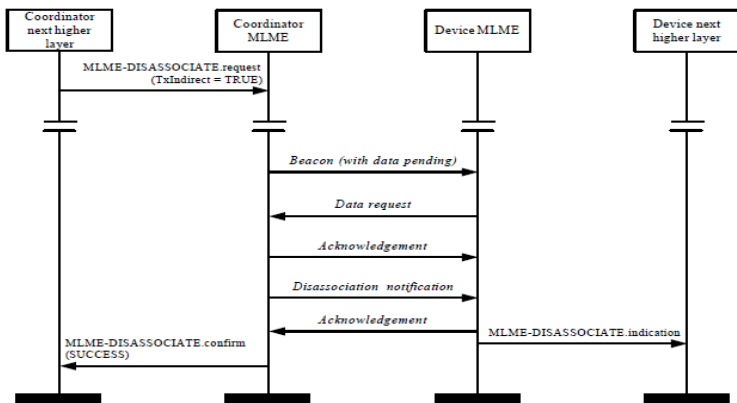 Coordinator
next higher
layer
Coordinator
MLME
Device MLME
Device next
higher layer
MLME-DISASSOCIATE.request
(TxIndirect = TRUE)
Beacon (with data pending)
Data request
Acknowledgement
Disassociation notification
Acknowledgement
MLME-DISASSOCIATE.indication
MLME-DISASSOCIATE.confirm
(SUCCESS)